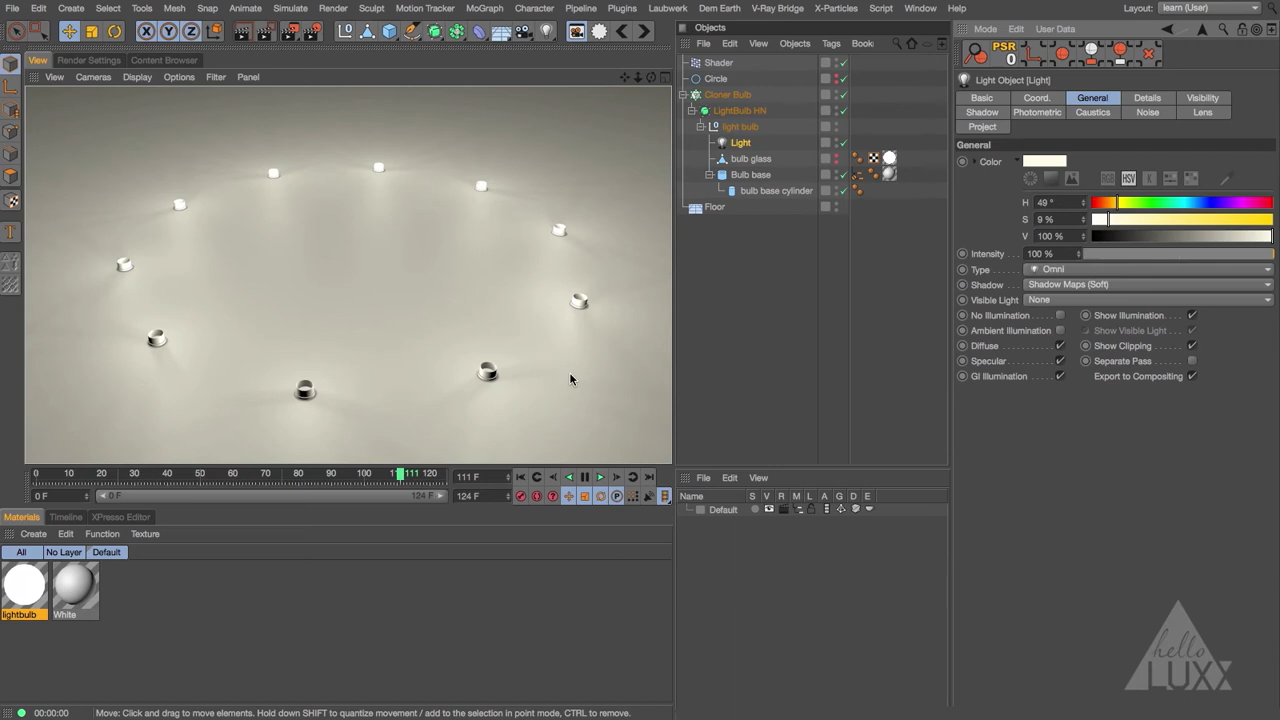 File Edit Create Select Tools Mesh Snap Animate Simulate Render Sculpt Motion Tracker MoGraph Character Pipeline Plugins Laubwerk Dem Earth V-Ray Bridge X-Particles Script Window Help Layout: learn (User)
X Y Z
PSR
0
Objects
Mode Edit User Data
File Edit View Objects Tags Book
View Render Settings Content Browser
View Cameras Display Options Filter Panel
Shader
Circle
Cloner Bulb
LightBulb HN
light bulb
Light
bulb glass
Bulb base
bulb base cylinder
Floor
Light Object [Light]
Basic Coord. General Details Visibility
Shadow Photometric Caustics Noise Lens
Project
General
Color
HSV
H 49 °
S 9 %
V 100 %
Intensity 100 %
Type Omni
Shadow Shadow Maps (Soft)
Visible Light None
No Illumination Show Illumination
Ambient Illumination Show Visible Light
Diffuse Show Clipping
Specular Separate Pass
GI Illumination Export to Compositing
0 10 20 30 40 50 60 70 80 90 100 111 120 111 F
0 F 0 F 124 F 124 F
File Edit View
Name S V R M L A G D E
Default
Materials Timeline XPresso Editor
Create Edit Function Texture
All No Layer Default
lightbulb White
hello
LUXX
00:00:00 Move: Click and drag to move elements. Hold down SHIFT to quantize movement / add to the selection in point mode, CTRL to remove.